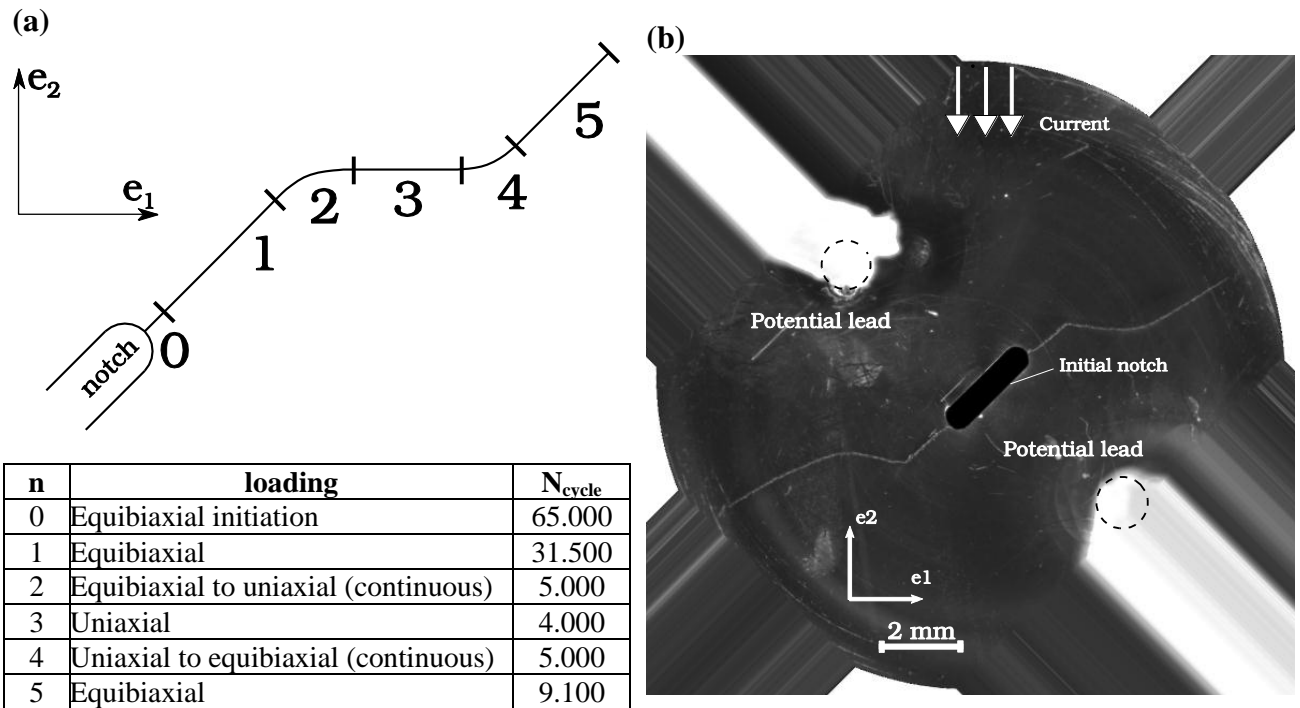 (a)
e2
e1
notch
0
1
2
3
4
5
n loading Ncycle
0 Equibiaxial initiation 65.000
1 Equibiaxial 31.500
2 Equibiaxial to uniaxial (continuous) 5.000
3 Uniaxial 4.000
4 Uniaxial to equibiaxial (continuous) 5.000
5 Equibiaxial 9.100
(b)
Current
Potential lead
Initial notch
Potential lead
e2
e1
2 mm